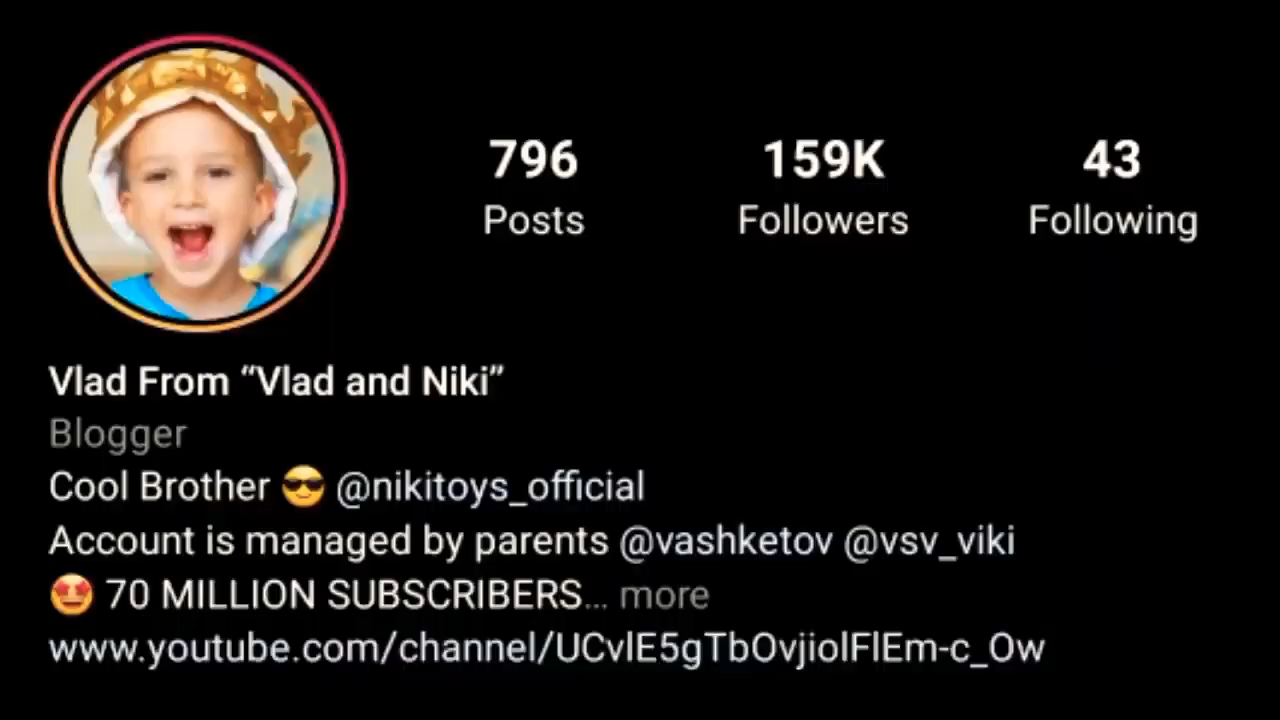 796 159K 43
Posts Followers Following
Vlad From “Vlad and Niki”
Blogger
Cool Brother 😎 @nikitoys_official
Account is managed by parents @vashketov @vsv_viki
🤩 70 MILLION SUBSCRIBERS... more
www.youtube.com/channel/UCvlE5gTbOvjiolFlEm-c_Ow